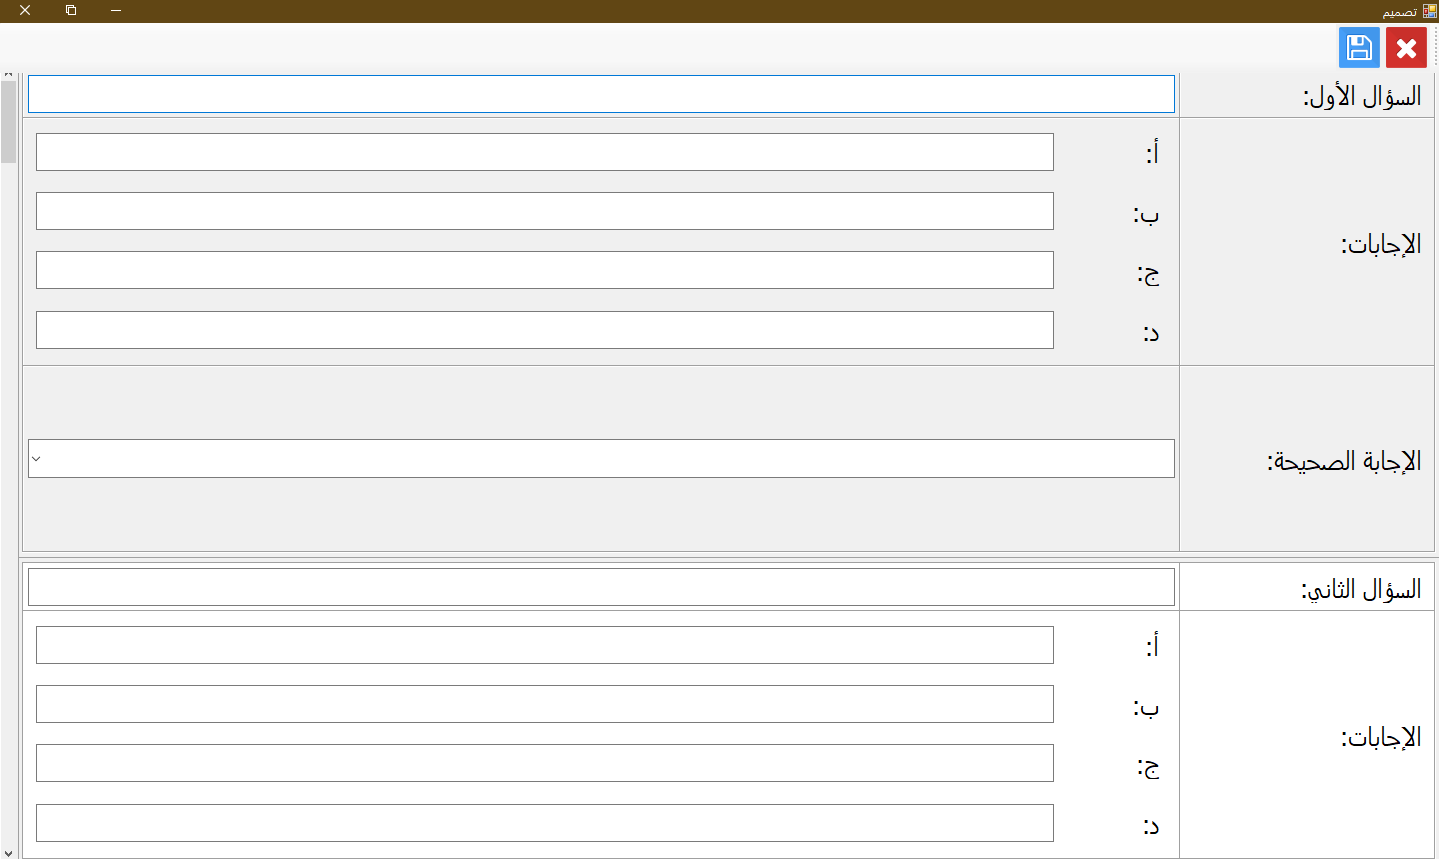 تصميم
السؤال الأول:
الإجابات:
أ:
ب:
ج:
د:
الإجابة الصحيحة:
السؤال الثاني:
الإجابات:
أ:
ب:
ج:
د: